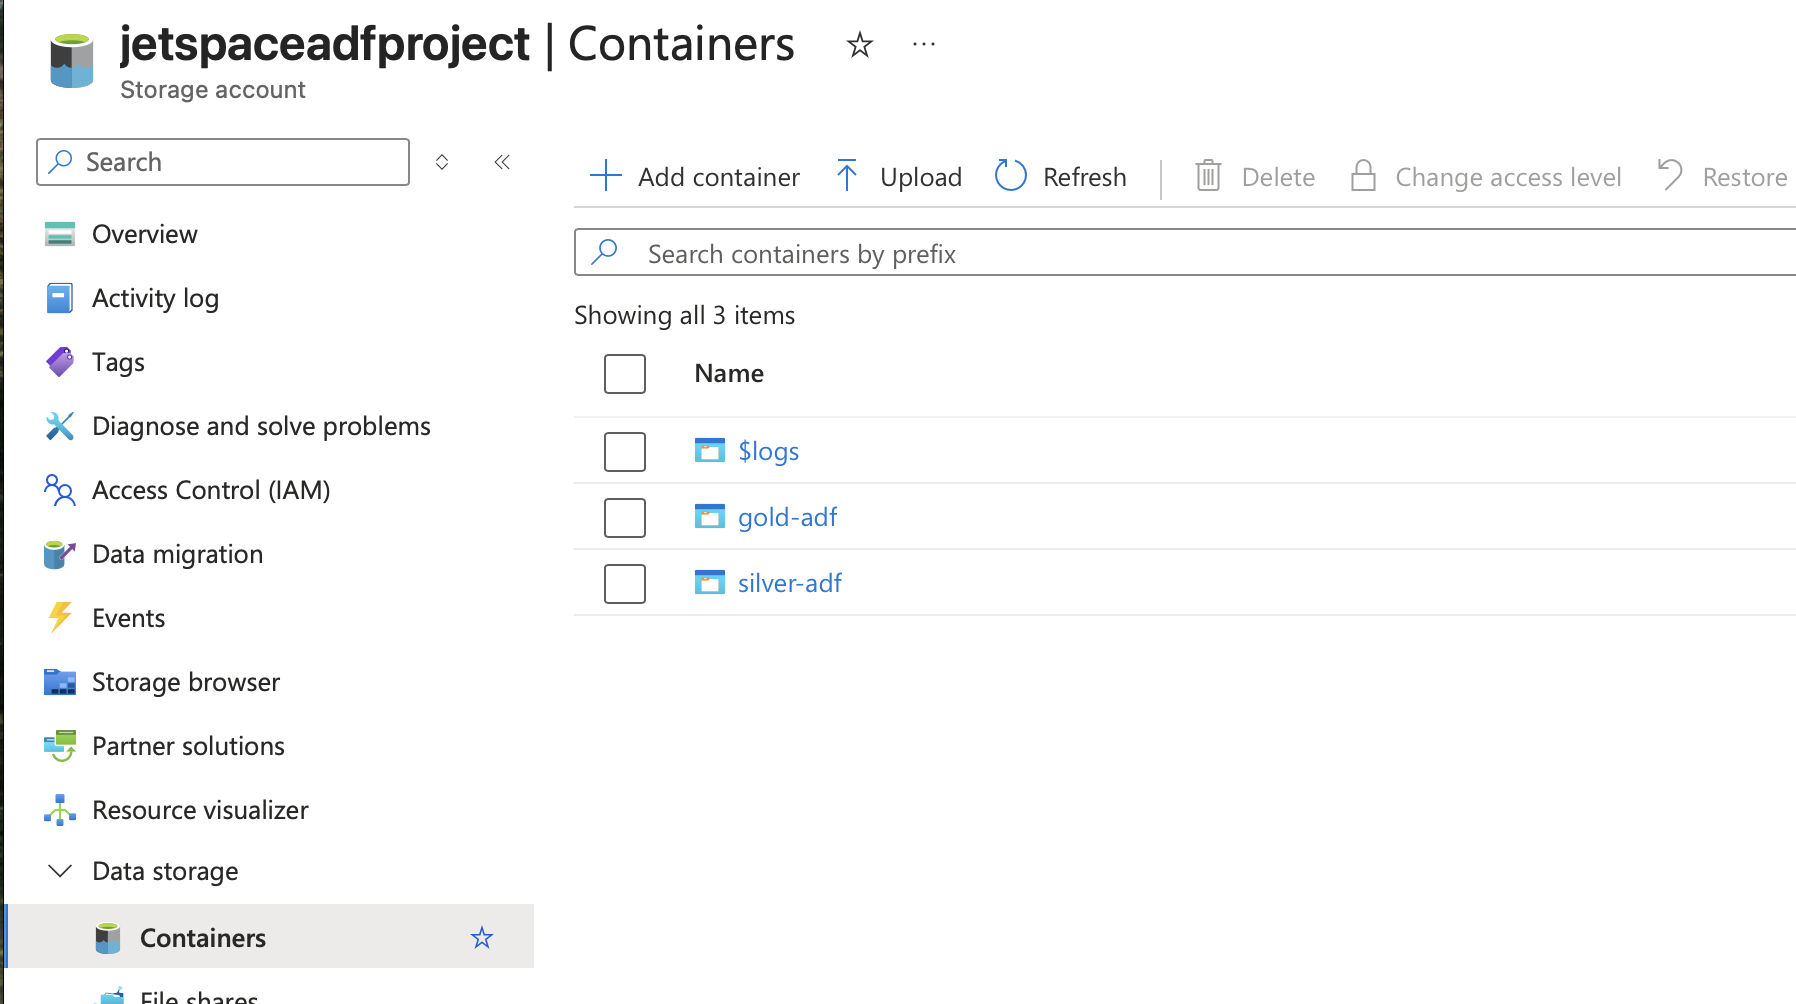 jetspaceadfproject | Containers
Storage account
Search
Overview
Activity log
Tags
Diagnose and solve problems
Access Control (IAM)
Data migration
Events
Storage browser
Partner solutions
Resource visualizer
Data storage
Containers
File shares
Add container
Upload
Refresh
Delete
Change access level
Restore
Search containers by prefix
Showing all 3 items
Name
$logs
gold-adf
silver-adf